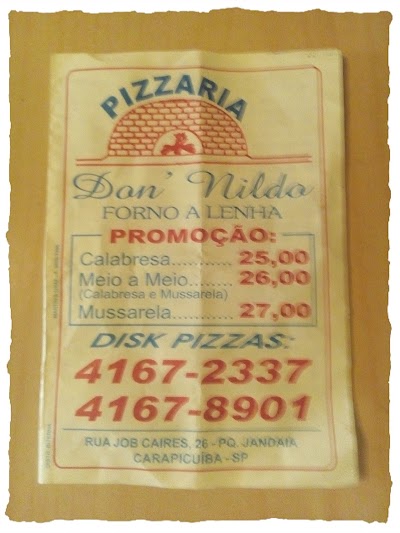 PIZZARIA
Don' Nildo
FORNO A LENHA
PROMOÇÃO:
Calabresa........... 25,00
Meio a Meio........ 26,00
(Calabresa e Mussarela)
Mussarela........... 27,00
DISK PIZZAS:
4167-2337
4167-8901
RUA JOB CAIRES, 26 - PQ. JANDAIA
CARAPICUÍBA - SP